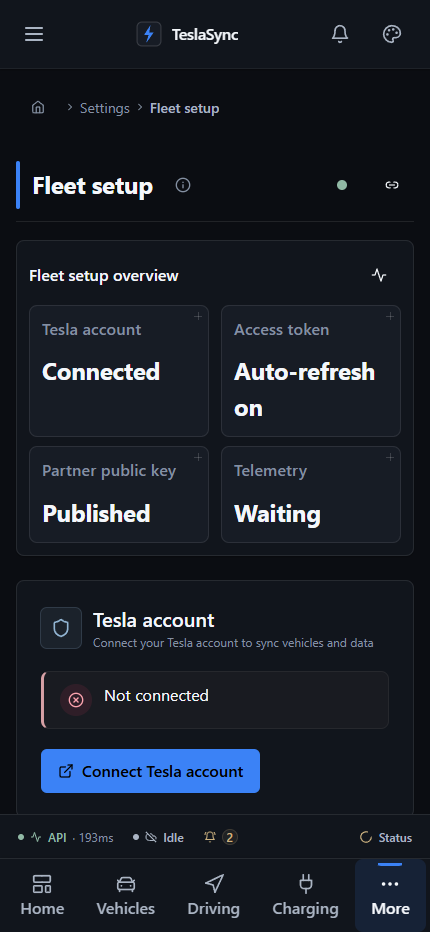 TeslaSync
Settings
Fleet setup
Fleet setup
Fleet setup overview
Tesla account
Connected
Access token
Auto-refresh
on
Partner public key
Published
Telemetry
Waiting
Tesla account
Connect your Tesla account to sync vehicles and data
Not connected
Connect Tesla account
API · 193ms
Idle
2
Status
Home
Vehicles
Driving
Charging
More